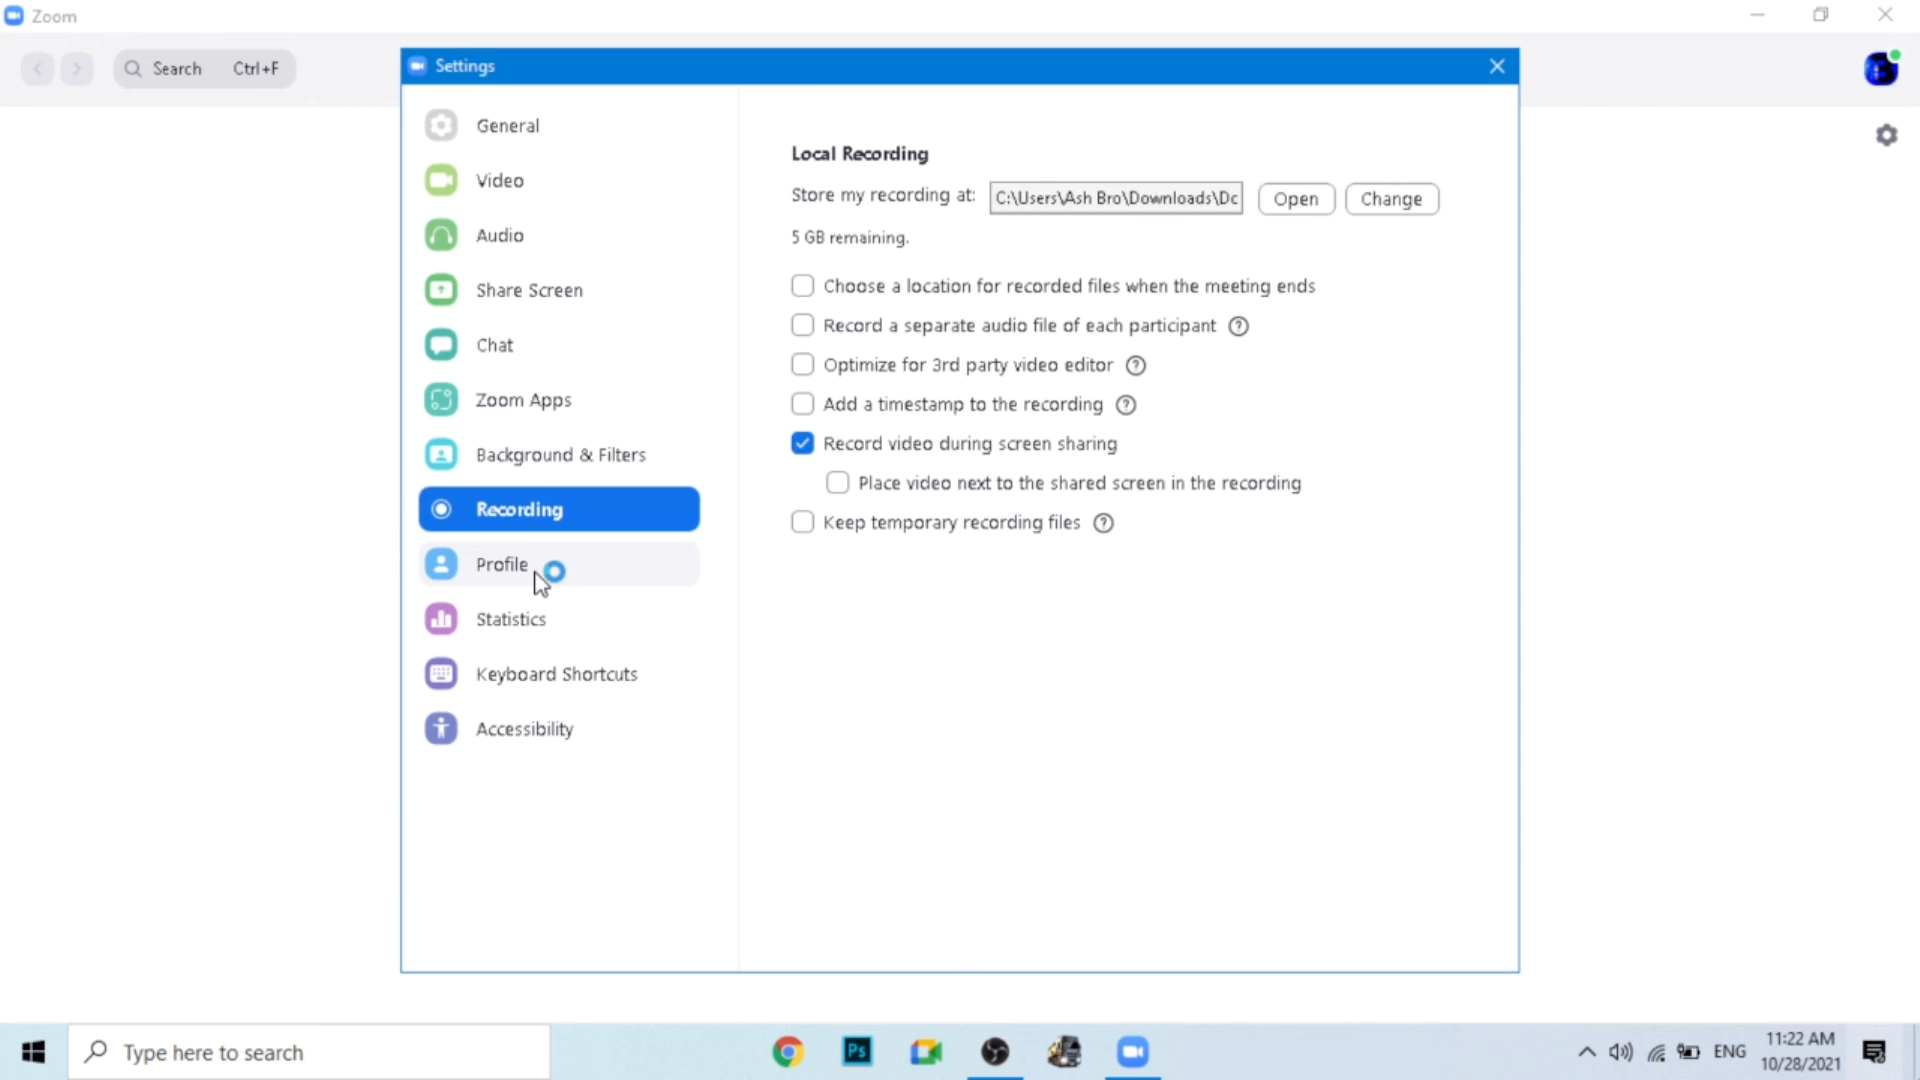 Zoom
Search Ctrl+F
Settings
General
Video
Audio
Share Screen
Chat
Zoom Apps
Background & Filters
Recording
Profile
Statistics
Keyboard Shortcuts
Accessibility
Local Recording
Store my recording at: C:\Users\Ash Bro\Downloads\Dc Open Change
5 GB remaining.
Choose a location for recorded files when the meeting ends
Record a separate audio file of each participant ?
Optimize for 3rd party video editor ?
Add a timestamp to the recording ?
Record video during screen sharing
Place video next to the shared screen in the recording
Keep temporary recording files ?
Type here to search
Ps
ENG
11:22 AM
10/28/2021